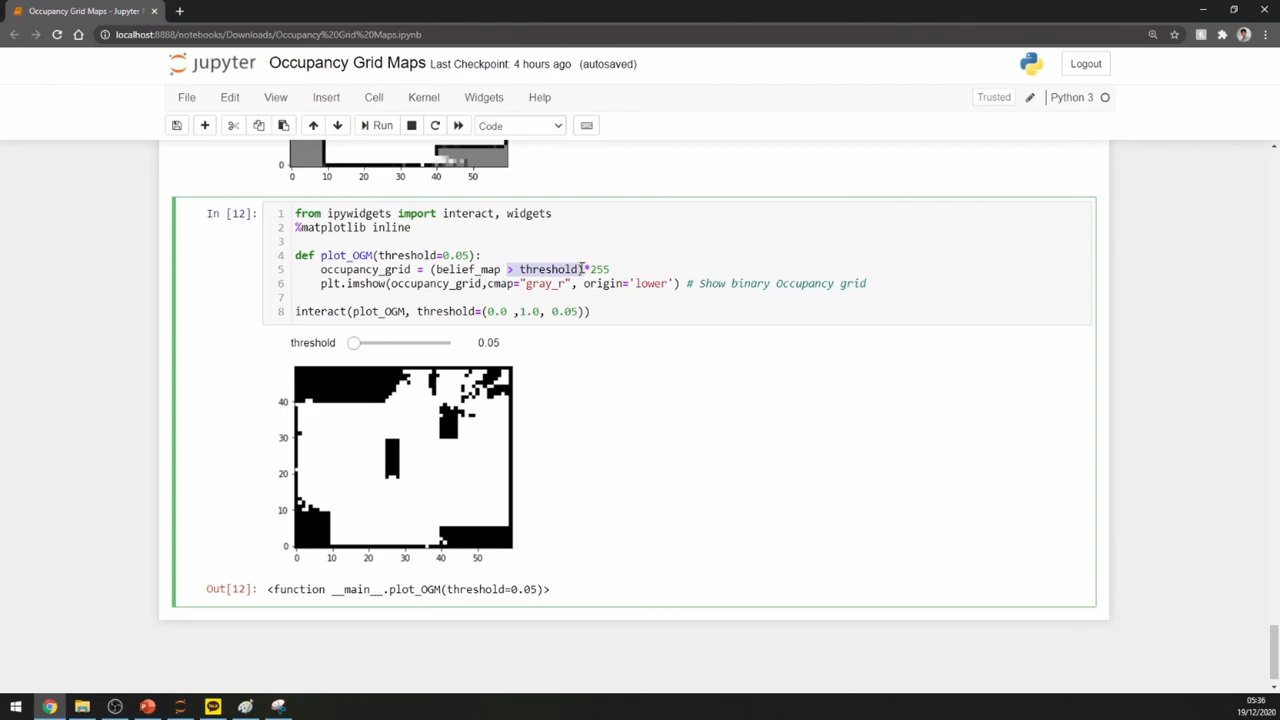 Occupancy Grid Maps - Jupyter N
localhost:8888/notebooks/Downloads/Occupancy%20Grid%20Maps.ipynb
jupyter Occupancy Grid Maps Last Checkpoint: 4 hours ago (autosaved)
Logout
File Edit View Insert Cell Kernel Widgets Help
Trusted Python 3
Run Code
0
0 10 20 30 40 50
In [12]:
1 from ipywidgets import interact, widgets
2 %matplotlib inline
3
4 def plot_OGM(threshold=0.05):
5 occupancy_grid = (belief_map > threshold)*255
6 plt.imshow(occupancy_grid,cmap="gray_r", origin='lower') # Show binary Occupancy grid
7
8 interact(plot_OGM, threshold=(0.0 ,1.0, 0.05))
threshold 0.05
40
30
20
10
0
0 10 20 30 40 50
Out[12]: <function __main__.plot_OGM(threshold=0.05)>
05:36
19/12/2020